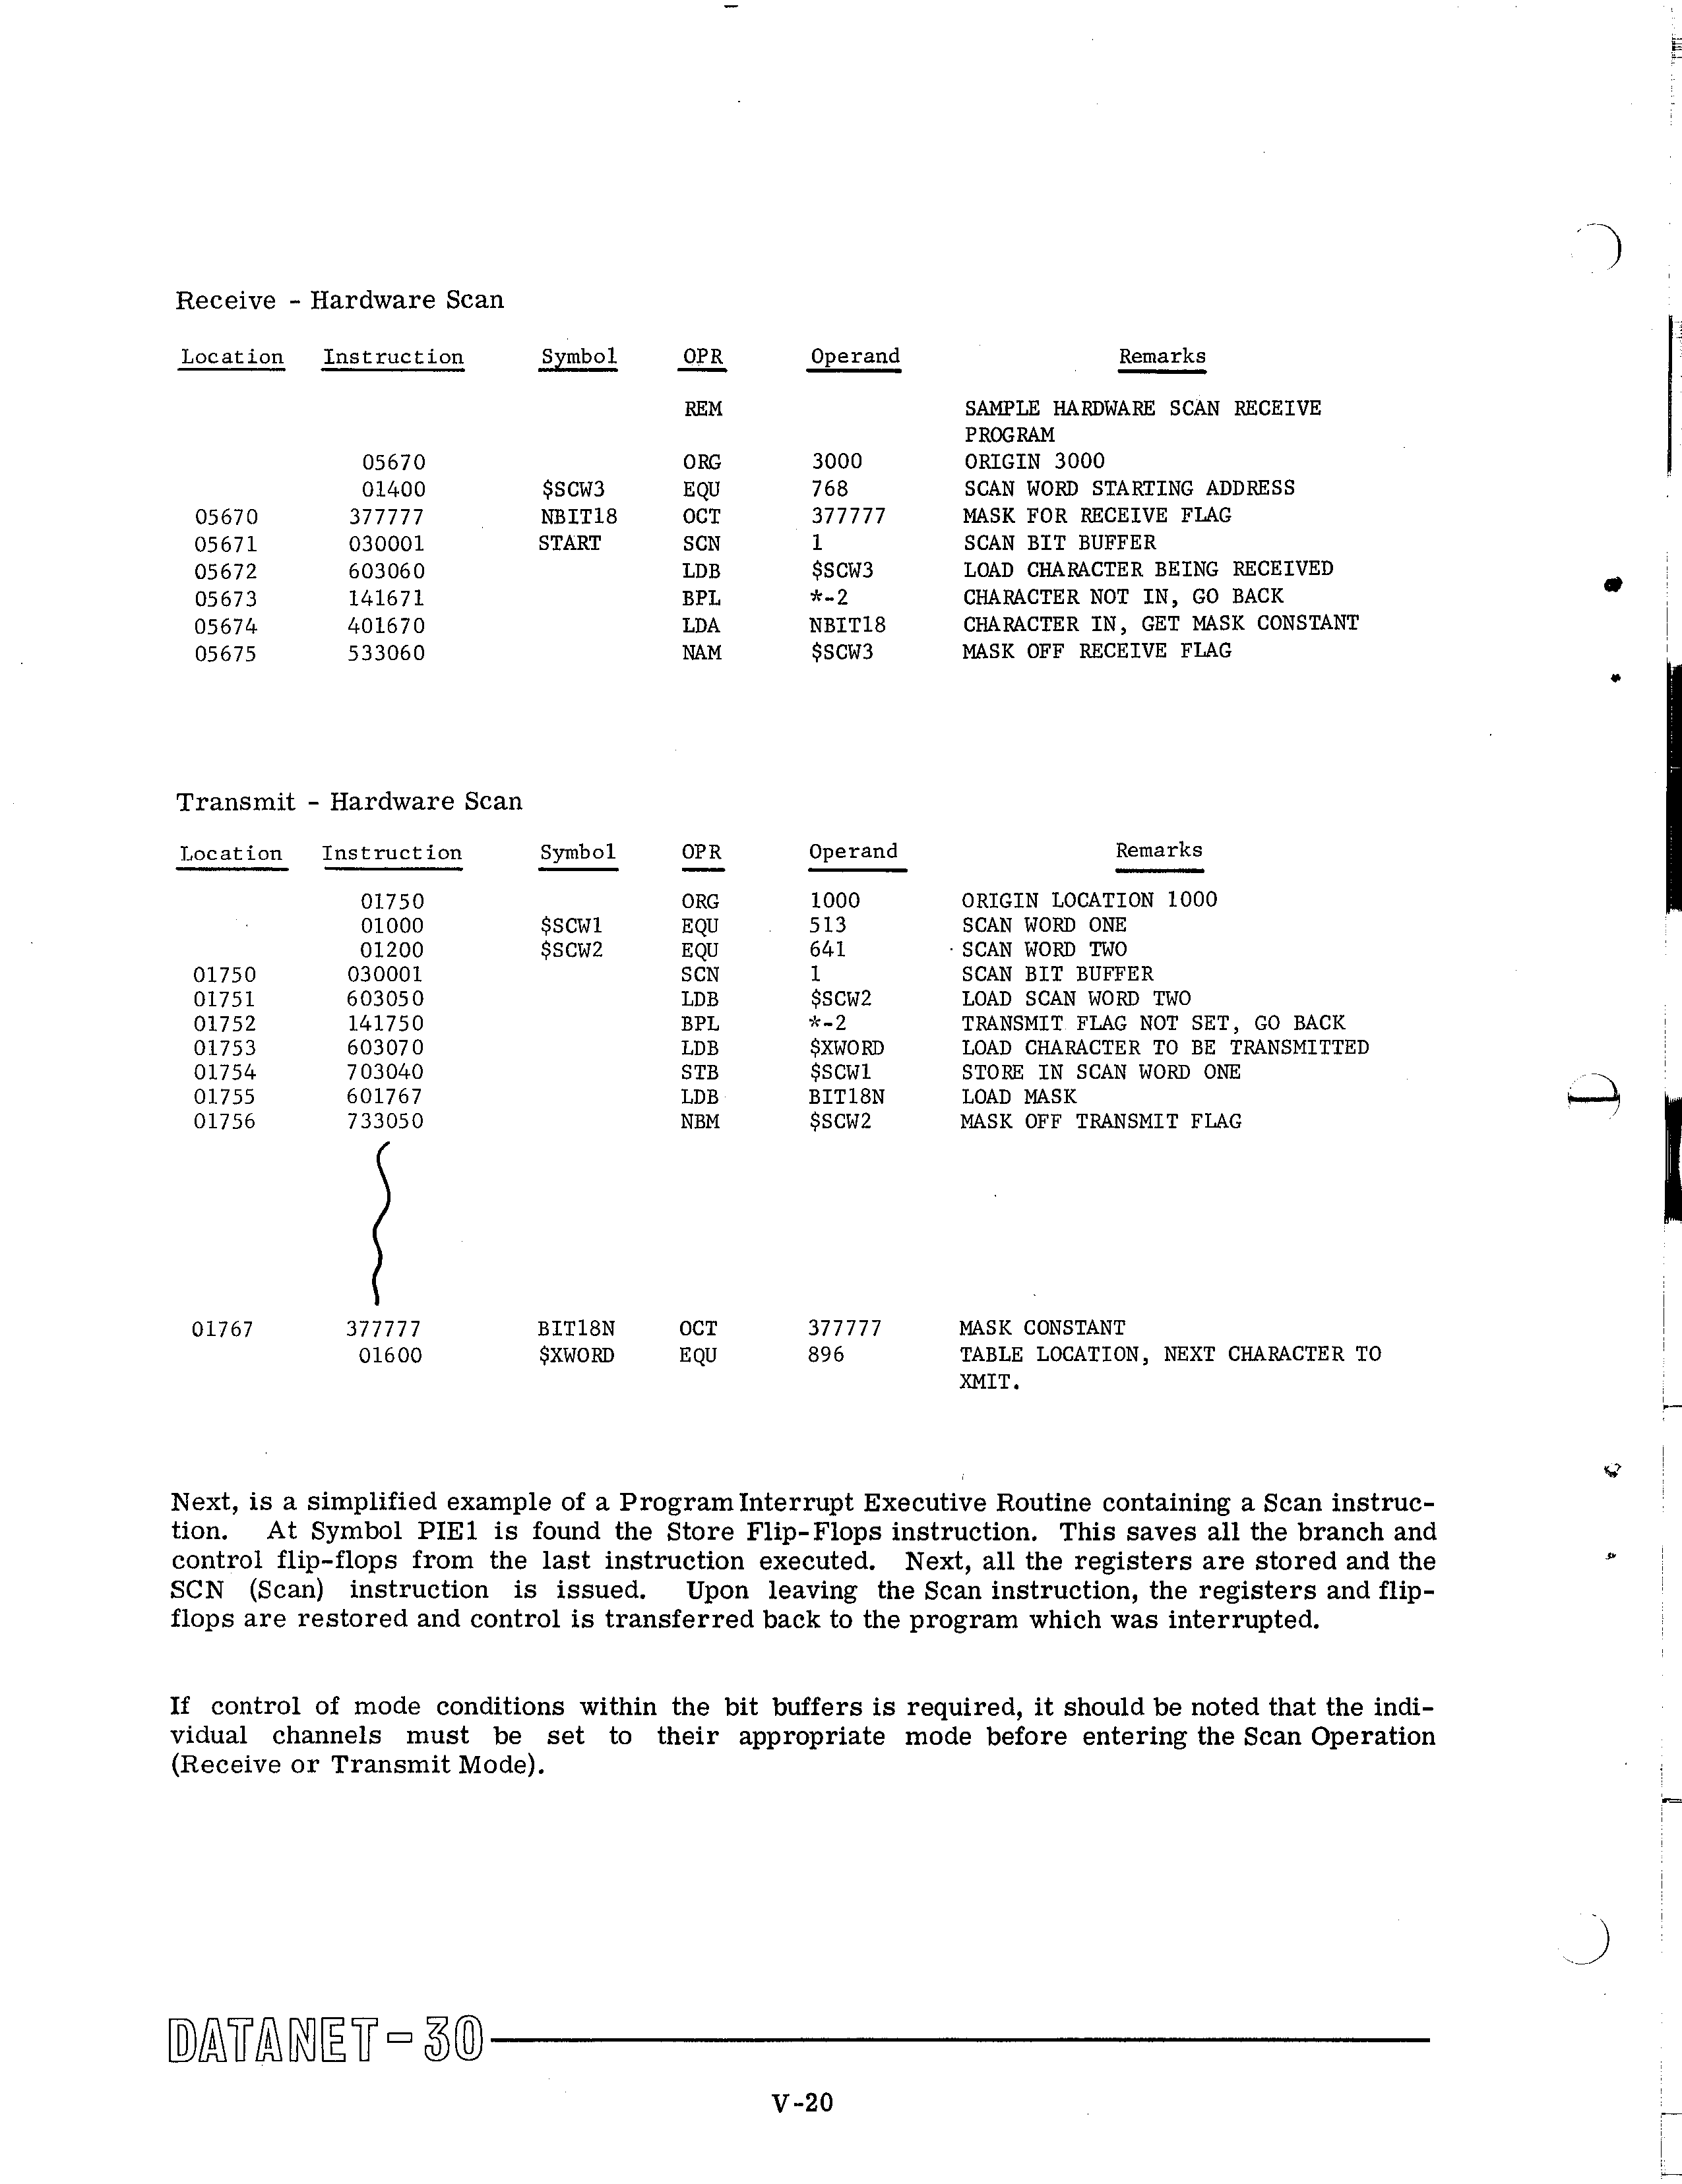 Receive - Hardware Scan
Location Instruction Symbol OPR Operand Remarks
REM SAMPLE HARDWARE SCAN RECEIVE
PROGRAM
05670 ORG 3000 ORIGIN 3000
01400 $SCW3 EQU 768 SCAN WORD STARTING ADDRESS
05670 377777 NBIT18 OCT 377777 MASK FOR RECEIVE FLAG
05671 030001 START SCN 1 SCAN BIT BUFFER
05672 603060 LDB $SCW3 LOAD CHARACTER BEING RECEIVED
05673 141671 BPL *-2 CHARACTER NOT IN, GO BACK
05674 401670 LDA NBIT18 CHARACTER IN, GET MASK CONSTANT
05675 533060 NAM $SCW3 MASK OFF RECEIVE FLAG
Transmit - Hardware Scan
Location Instruction Symbol OPR Operand Remarks
01750 ORG 1000 ORIGIN LOCATION 1000
01000 $SCW1 EQU 513 SCAN WORD ONE
01200 $SCW2 EQU 641 SCAN WORD TWO
01750 030001 SCN 1 SCAN BIT BUFFER
01751 603050 LDB $SCW2 LOAD SCAN WORD TWO
01752 141750 BPL *-2 TRANSMIT FLAG NOT SET, GO BACK
01753 603070 LDB $XWORD LOAD CHARACTER TO BE TRANSMITTED
01754 703040 STB $SCW1 STORE IN SCAN WORD ONE
01755 601767 LDB BIT18N LOAD MASK
01756 733050 NBM $SCW2 MASK OFF TRANSMIT FLAG
01767 377777 BIT18N OCT 377777 MASK CONSTANT
01600 $XWORD EQU 896 TABLE LOCATION, NEXT CHARACTER TO
XMIT.
Next, is a simplified example of a Program Interrupt Executive Routine containing a Scan instruc-
tion. At Symbol PIE1 is found the Store Flip-Flops instruction. This saves all the branch and
control flip-flops from the last instruction executed. Next, all the registers are stored and the
SCN (Scan) instruction is issued. Upon leaving the Scan instruction, the registers and flip-
flops are restored and control is transferred back to the program which was interrupted.
If control of mode conditions within the bit buffers is required, it should be noted that the indi-
vidual channels must be set to their appropriate mode before entering the Scan Operation
(Receive or Transmit Mode).
DATANET-30
V-20